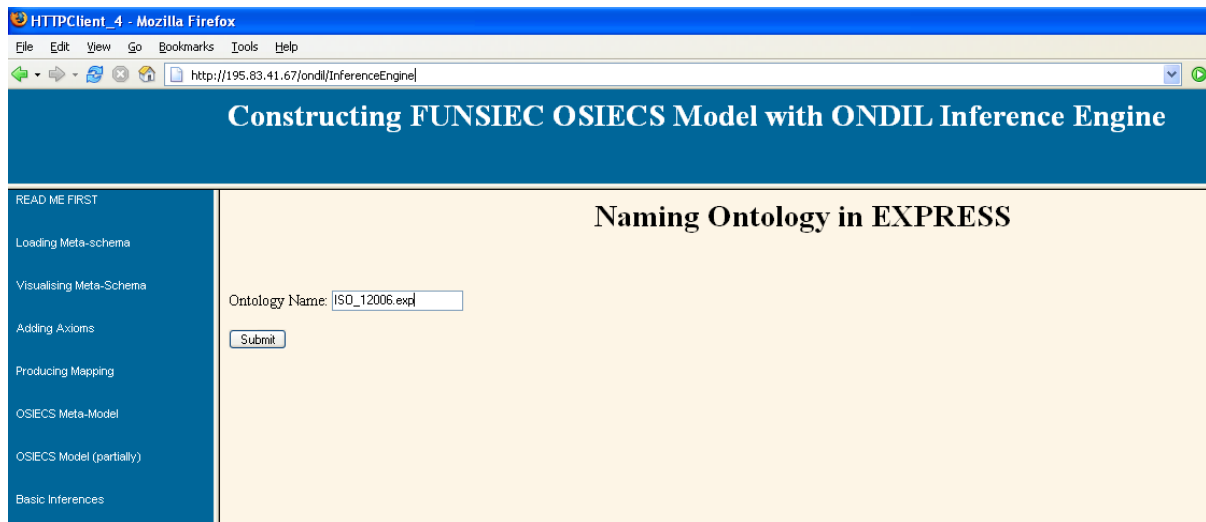 HTTPClient_4 - Mozilla Firefox
File Edit View Go Bookmarks Tools Help
http://195.83.41.67/ondil/InferenceEngine
Constructing FUNSIEC OSIECS Model with ONDIL Inference Engine
READ ME FIRST
Loading Meta-schema
Visualising Meta-Schema
Adding Axioms
Producing Mapping
OSIECS Meta-Model
OSIECS Model (partially)
Basic Inferences
Naming Ontology in EXPRESS
Ontology Name: ISO_12006.exp
Submit